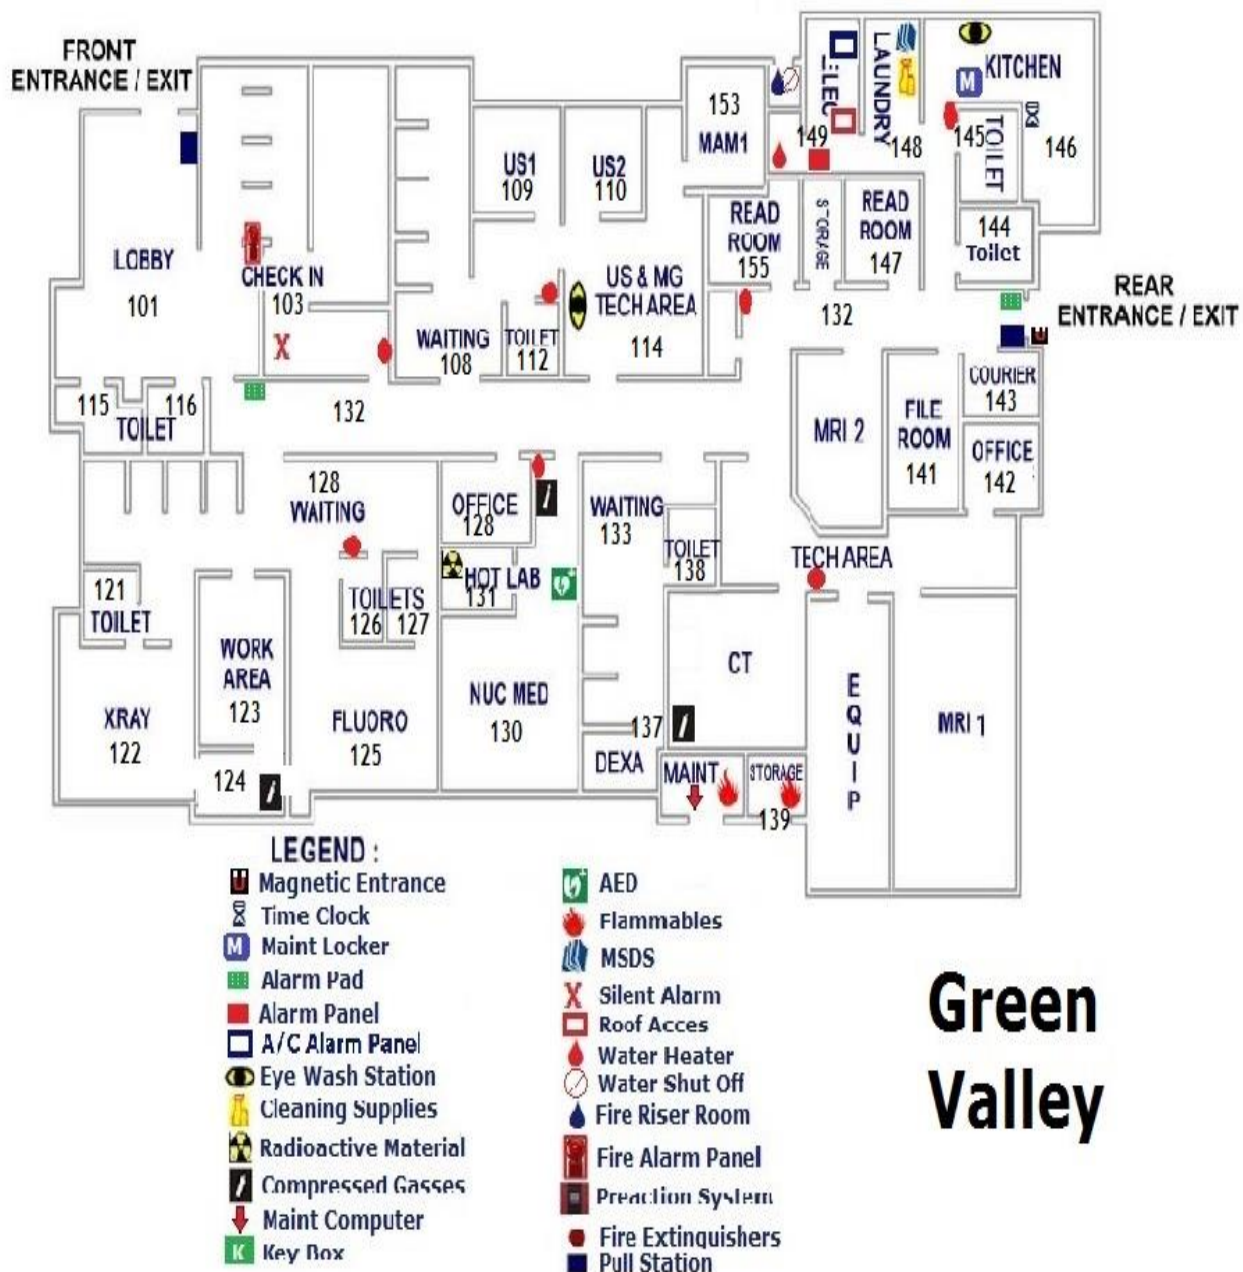 FRONT
ENTRANCE / EXIT
LOBBY
101
CHECK IN
103
X
WAITING
108
US1
109
US2
110
TOILET
112
US & MG
TECH AREA
114
153
MAM1
READ
ROOM
155
STORAGE
READ
ROOM
147
ELEC
149
LAUNDRY
148
M
KITCHEN
146
145
TOILET
144
Toilet
REAR
ENTRANCE / EXIT
132
115
116
TOILET
132
128
WAITING
OFFICE
128
HOT LAB
131
WAITING
133
TOILET
138
MRI 2
FILE
ROOM
141
COURIER
143
OFFICE
142
TECH AREA
121
TOILET
XRAY
122
WORK
AREA
123
124
TOILETS
126
127
FLUORO
125
NUC MED
130
137
DEXA
CT
MAINT
STORAGE
139
EQUIP
MRI 1
LEGEND :
Magnetic Entrance
Time Clock
M Maint Locker
Alarm Pad
Alarm Panel
A/C Alarm Panel
Eye Wash Station
Cleaning Supplies
Radioactive Material
Compressed Gasses
Maint Computer
K Key Box
AED
Flammables
MSDS
X Silent Alarm
Roof Acces
Water Heater
Water Shut Off
Fire Riser Room
Fire Alarm Panel
Preaction System
Fire Extinguishers
Pull Station
Green
Valley